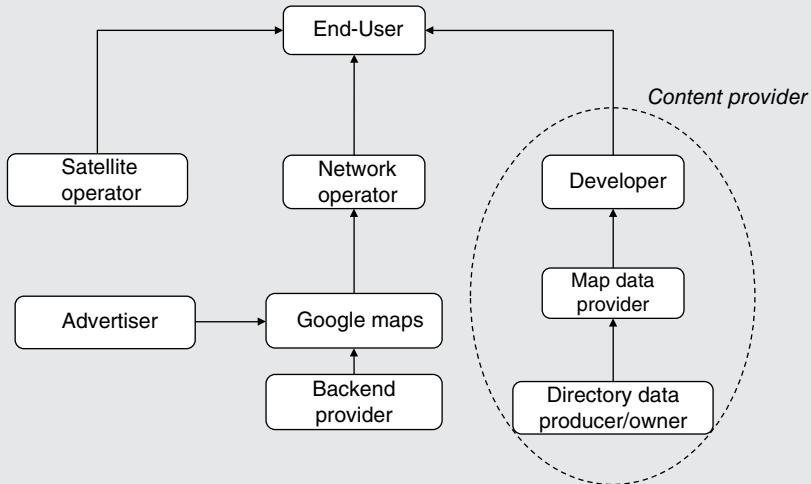 End-User
Content provider
Satellite
operator
Network
operator
Developer
Map data
provider
Advertiser
Google maps
Backend
provider
Directory data
producer/owner